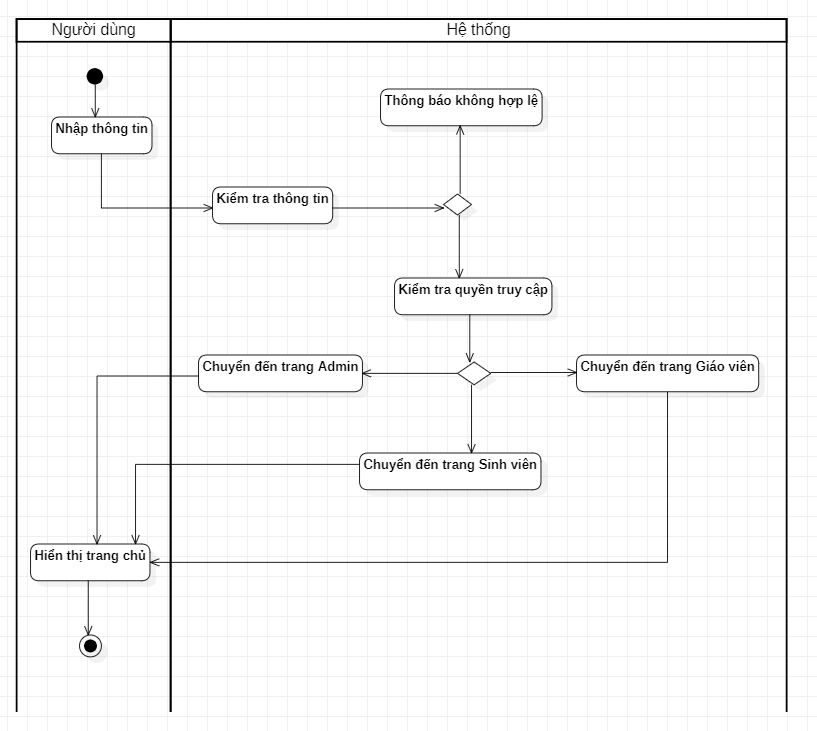 Người dùng
Hệ thống
Thông báo không hợp lệ
Nhập thông tin
Kiểm tra thông tin
Kiểm tra quyền truy cập
Chuyển đến trang Admin
Chuyển đến trang Giáo viên
Chuyển đến trang Sinh viên
Hiển thị trang chủ